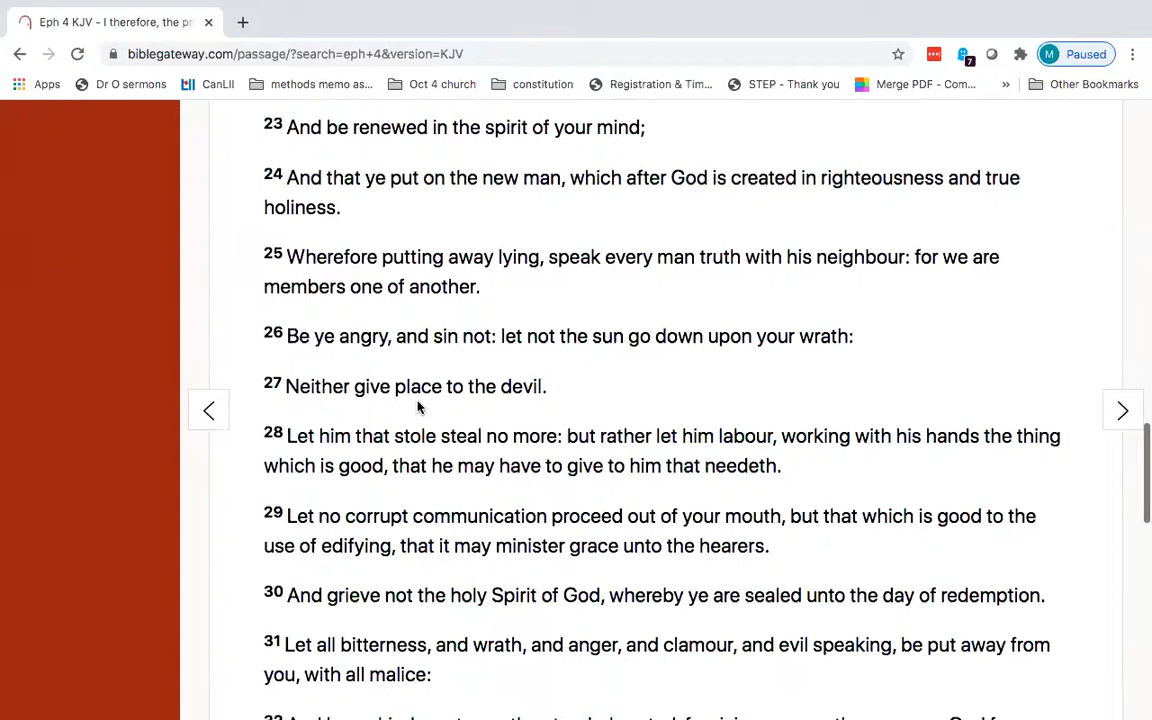 Eph 4 KJV - I therefore, the pr
biblegateway.com/passage/?search=eph+4&version=KJV
7
M Paused
Apps Dr O sermons CanLII methods memo as... Oct 4 church constitution Registration & Tim... STEP - Thank you Merge PDF - Com... » Other Bookmarks
23 And be renewed in the spirit of your mind;
24 And that ye put on the new man, which after God is created in righteousness and true
holiness.
25 Wherefore putting away lying, speak every man truth with his neighbour: for we are
members one of another.
26 Be ye angry, and sin not: let not the sun go down upon your wrath:
27 Neither give place to the devil.
28 Let him that stole steal no more: but rather let him labour, working with his hands the thing
which is good, that he may have to give to him that needeth.
29 Let no corrupt communication proceed out of your mouth, but that which is good to the
use of edifying, that it may minister grace unto the hearers.
30 And grieve not the holy Spirit of God, whereby ye are sealed unto the day of redemption.
31 Let all bitterness, and wrath, and anger, and clamour, and evil speaking, be put away from
you, with all malice: